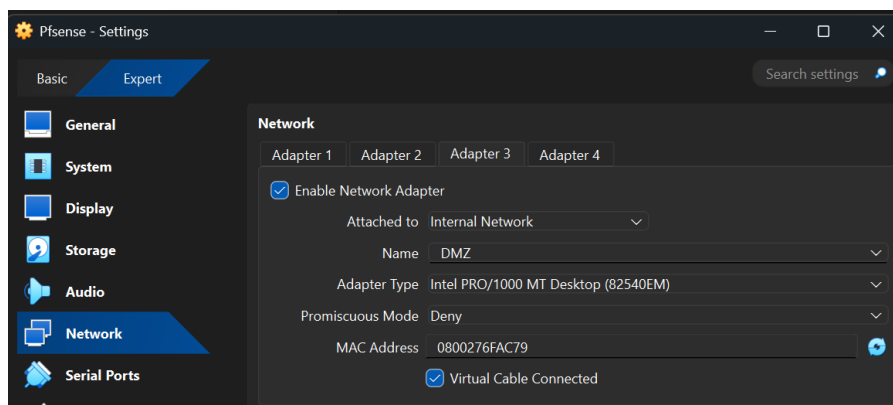 Pfsense - Settings
Basic Expert Search settings
General
System
Display
Storage
Audio
Network
Serial Ports
Network
Adapter 1 Adapter 2 Adapter 3 Adapter 4
Enable Network Adapter
Attached to Internal Network
Name DMZ
Adapter Type Intel PRO/1000 MT Desktop (82540EM)
Promiscuous Mode Deny
MAC Address 0800276FAC79
Virtual Cable Connected